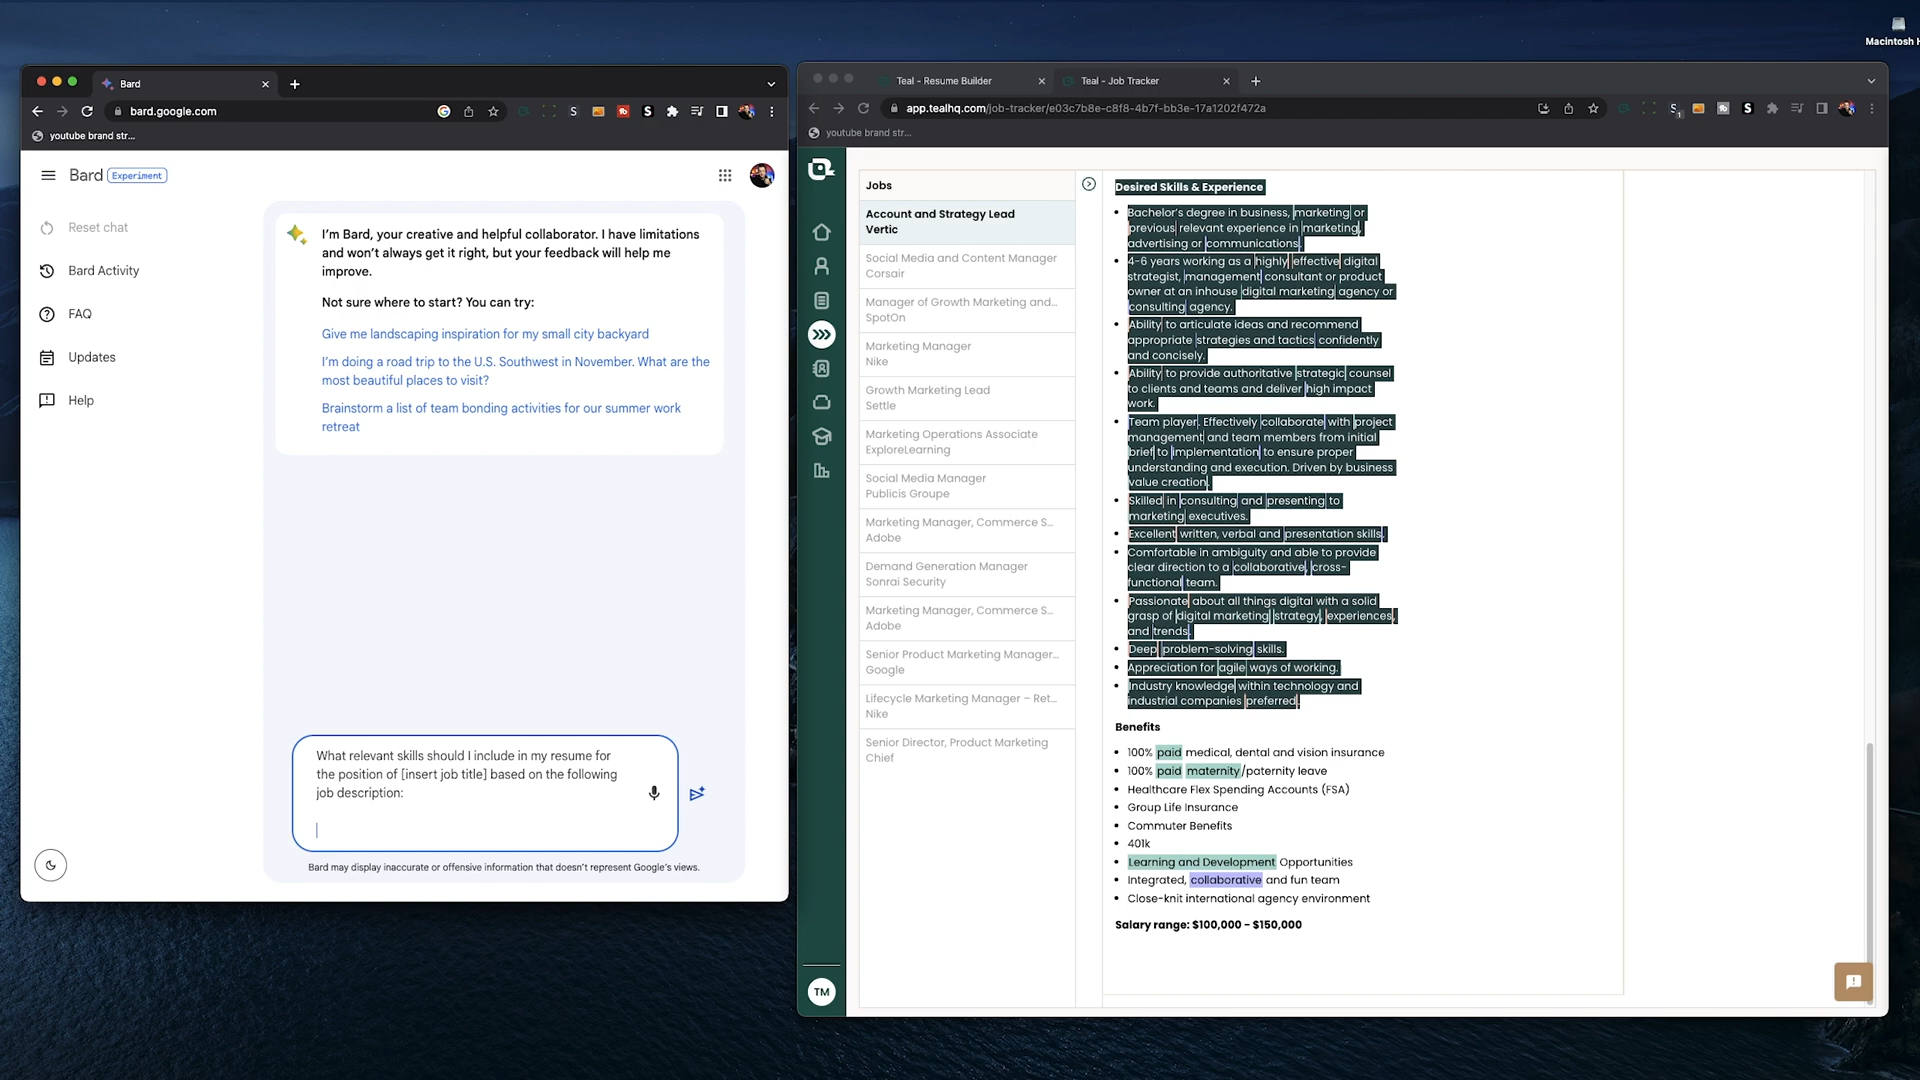 Macintosh H
Bard
bard.google.com
youtube brand str...
Bard Experiment
Reset chat
Bard Activity
FAQ
Updates
Help
I'm Bard, your creative and helpful collaborator. I have limitations
and won't always get it right, but your feedback will help me
improve.
Not sure where to start? You can try:
Give me landscaping inspiration for my small city backyard
I'm doing a road trip to the U.S. Southwest in November. What are the
most beautiful places to visit?
Brainstorm a list of team bonding activities for our summer work
retreat
What relevant skills should I include in my resume for
the position of [insert job title] based on the following
job description:
Bard may display inaccurate or offensive information that doesn't represent Google's views.
Teal - Resume Builder
Teal - Job Tracker
app.tealhq.com/job-tracker/e03c7b8e-c8f8-4b7f-bb3e-17a1202f472a
youtube brand str...
TM
Jobs
Account and Strategy Lead
Vertic
Social Media and Content Manager
Corsair
Manager of Growth Marketing and...
SpotOn
Marketing Manager
Nike
Growth Marketing Lead
Settle
Marketing Operations Associate
ExploreLearning
Social Media Manager
Publicis Groupe
Marketing Manager, Commerce S...
Adobe
Demand Generation Manager
Sonrai Security
Marketing Manager, Commerce S...
Adobe
Senior Product Marketing Manager...
Google
Lifecycle Marketing Manager – Ret...
Nike
Senior Director, Product Marketing
Chief
Desired Skills & Experience
• Bachelor's degree in business, marketing or
previous relevant experience in marketing,
advertising or communications.
• 4-6 years working as a highly effective digital
strategist, management consultant or product
owner at an inhouse digital marketing agency or
consulting agency.
• Ability to articulate ideas and recommend
appropriate strategies and tactics confidently
and concisely.
• Ability to provide authoritative strategic counsel
to clients and teams and deliver high impact
work.
• Team player. Effectively collaborate with project
management and team members from initial
brief to implementation to ensure proper
understanding and execution. Driven by business
value creation.
• Skilled in consulting and presenting to
marketing executives.
• Excellent written, verbal and presentation skills.
• Comfortable in ambiguity and able to provide
clear direction to a collaborative, cross-
functional team.
• Passionate about all things digital with a solid
grasp of digital marketing strategy, experiences,
and trends.
• Deep problem-solving skills.
• Appreciation for agile ways of working.
• Industry knowledge within technology and
industrial companies preferred.
Benefits
• 100% paid medical, dental and vision insurance
• 100% paid maternity/paternity leave
• Healthcare Flex Spending Accounts (FSA)
• Group Life Insurance
• Commuter Benefits
• 401k
• Learning and Development Opportunities
• Integrated, collaborative and fun team
• Close-knit international agency environment
Salary range: $100,000 - $150,000